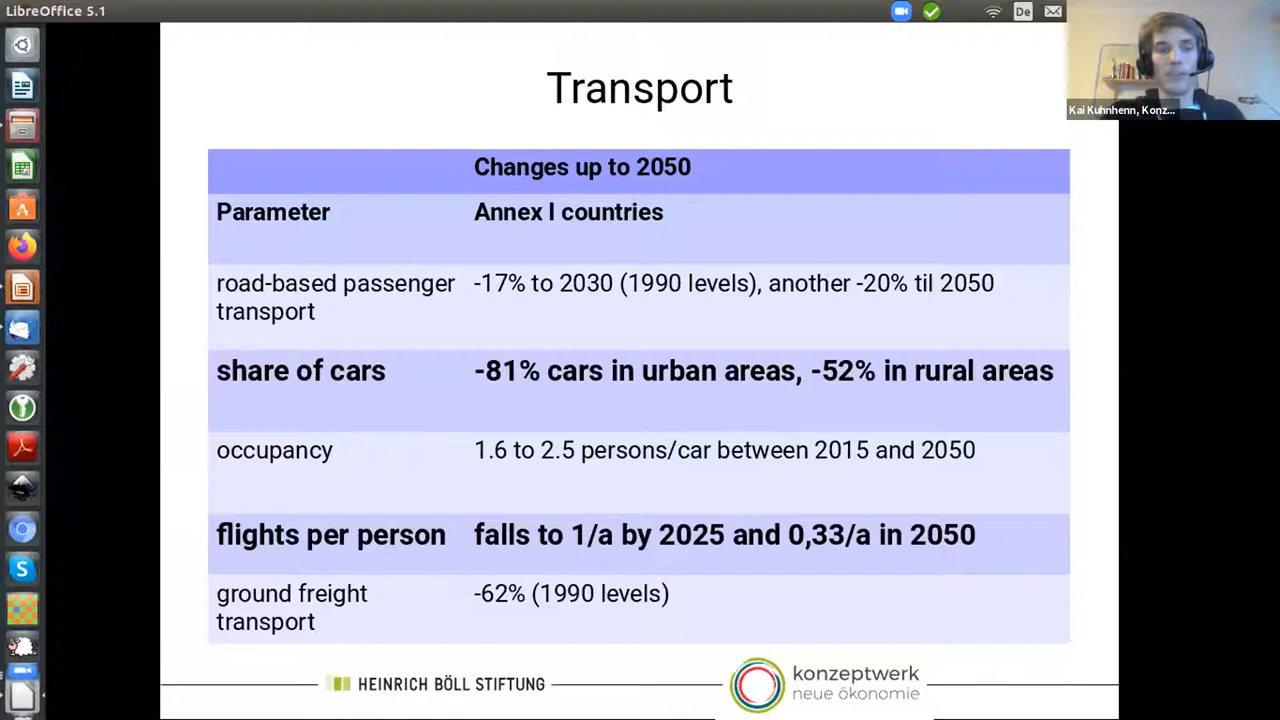 LibreOffice 5.1
De
Transport
Kai Kuhnhenn, Konz...
Changes up to 2050
Parameter Annex I countries
road-based passenger -17% to 2030 (1990 levels), another -20% til 2050
transport
share of cars -81% cars in urban areas, -52% in rural areas
occupancy 1.6 to 2.5 persons/car between 2015 and 2050
flights per person falls to 1/a by 2025 and 0,33/a in 2050
ground freight -62% (1990 levels)
transport
HEINRICH BÖLL STIFTUNG
konzeptwerk
neue ökonomie